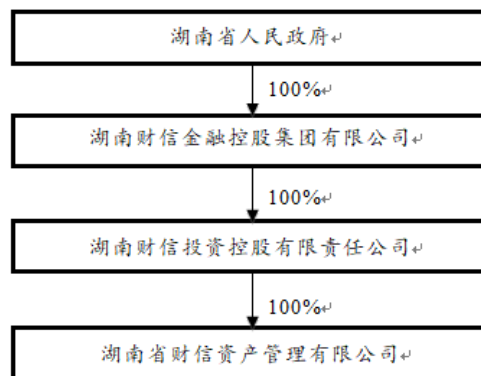 湖南省人民政府↵
100%↵
湖南财信金融控股集团有限公司
100%↵
湖南财信投资控股有限责任公司↵
100%↵
湖南省财信资产管理有限公司↵